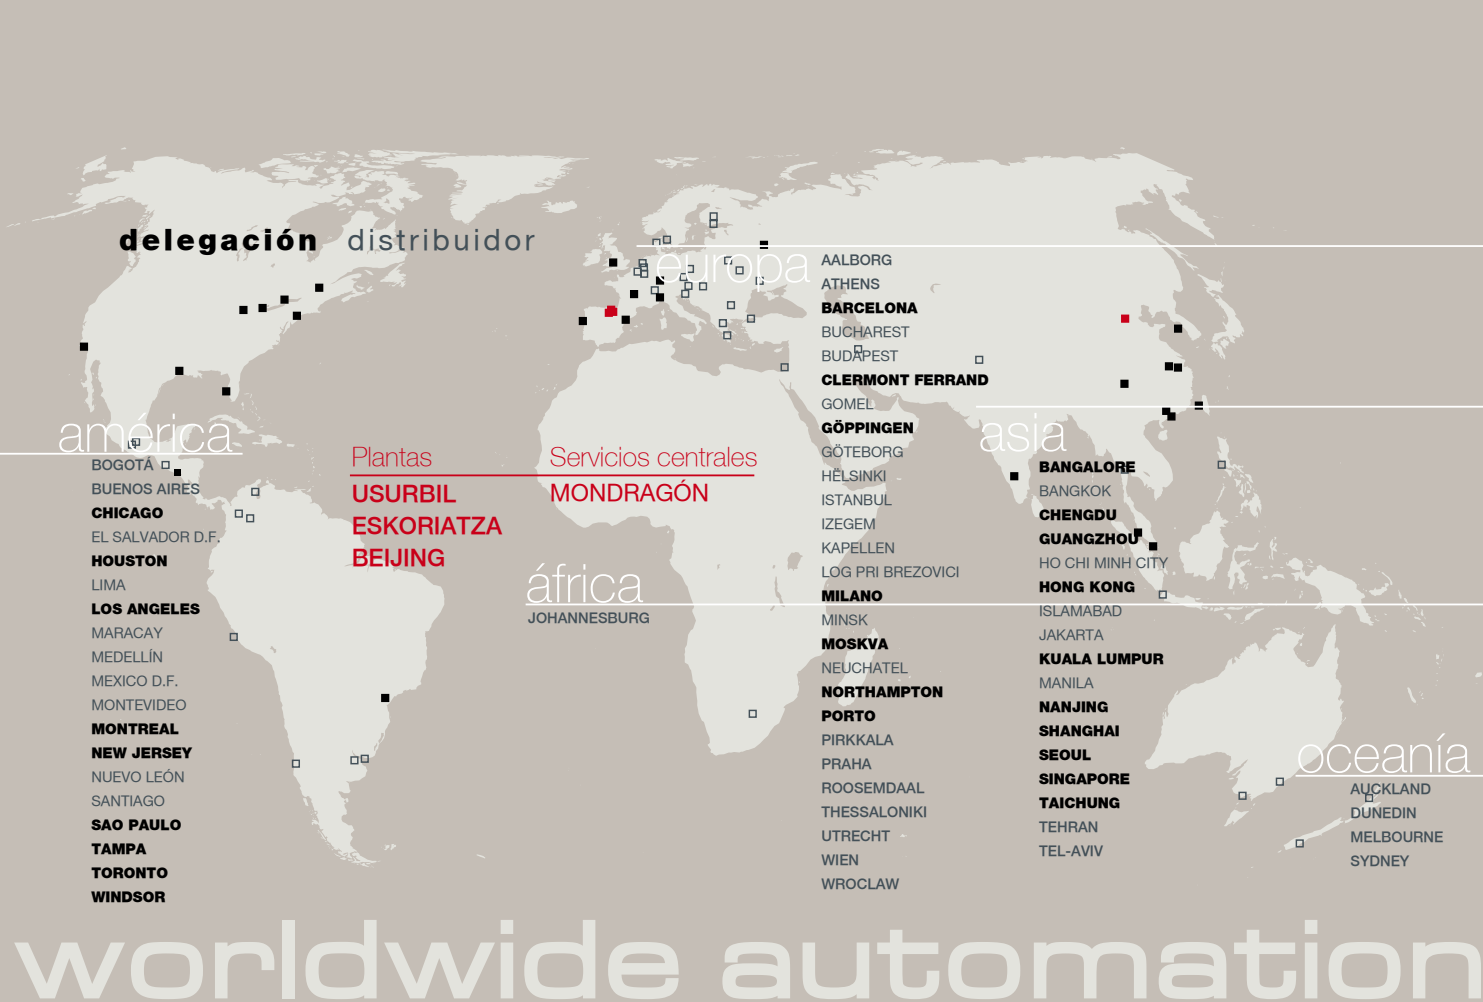 delegación distribuidor
américa
BOGOTÁ
BUENOS AIRES
CHICAGO
EL SALVADOR D.F.
HOUSTON
LIMA
LOS ANGELES
MARACAY
MEDELLÍN
MEXICO D.F.
MONTEVIDEO
MONTREAL
NEW JERSEY
NUEVO LEÓN
SANTIAGO
SAO PAULO
TAMPA
TORONTO
WINDSOR
Plantas
USURBIL
ESKORIATZA
BEIJING
Servicios centrales
MONDRAGÓN
áfrica
JOHANNESBURG
europa
AALBORG
ATHENS
BARCELONA
BUCHAREST
BUDAPEST
CLERMONT FERRAND
GOMEL
GÖPPINGEN
GÖTEBORG
HËLSINKI
ISTANBUL
IZEGEM
KAPELLEN
LOG PRI BREZOVICI
MILANO
MINSK
MOSKVA
NEUCHATEL
NORTHAMPTON
PORTO
PIRKKALA
PRAHA
ROOSEMDAAL
THESSALONIKI
UTRECHT
WIEN
WROCLAW
asia
BANGALORE
BANGKOK
CHENGDU
GUANGZHOU
HO CHI MINH CITY
HONG KONG
ISLAMABAD
JAKARTA
KUALA LUMPUR
MANILA
NANJING
SHANGHAI
SEOUL
SINGAPORE
TAICHUNG
TEHRAN
TEL-AVIV
oceanía
AUCKLAND
DUNEDIN
MELBOURNE
SYDNEY
worldwide automation